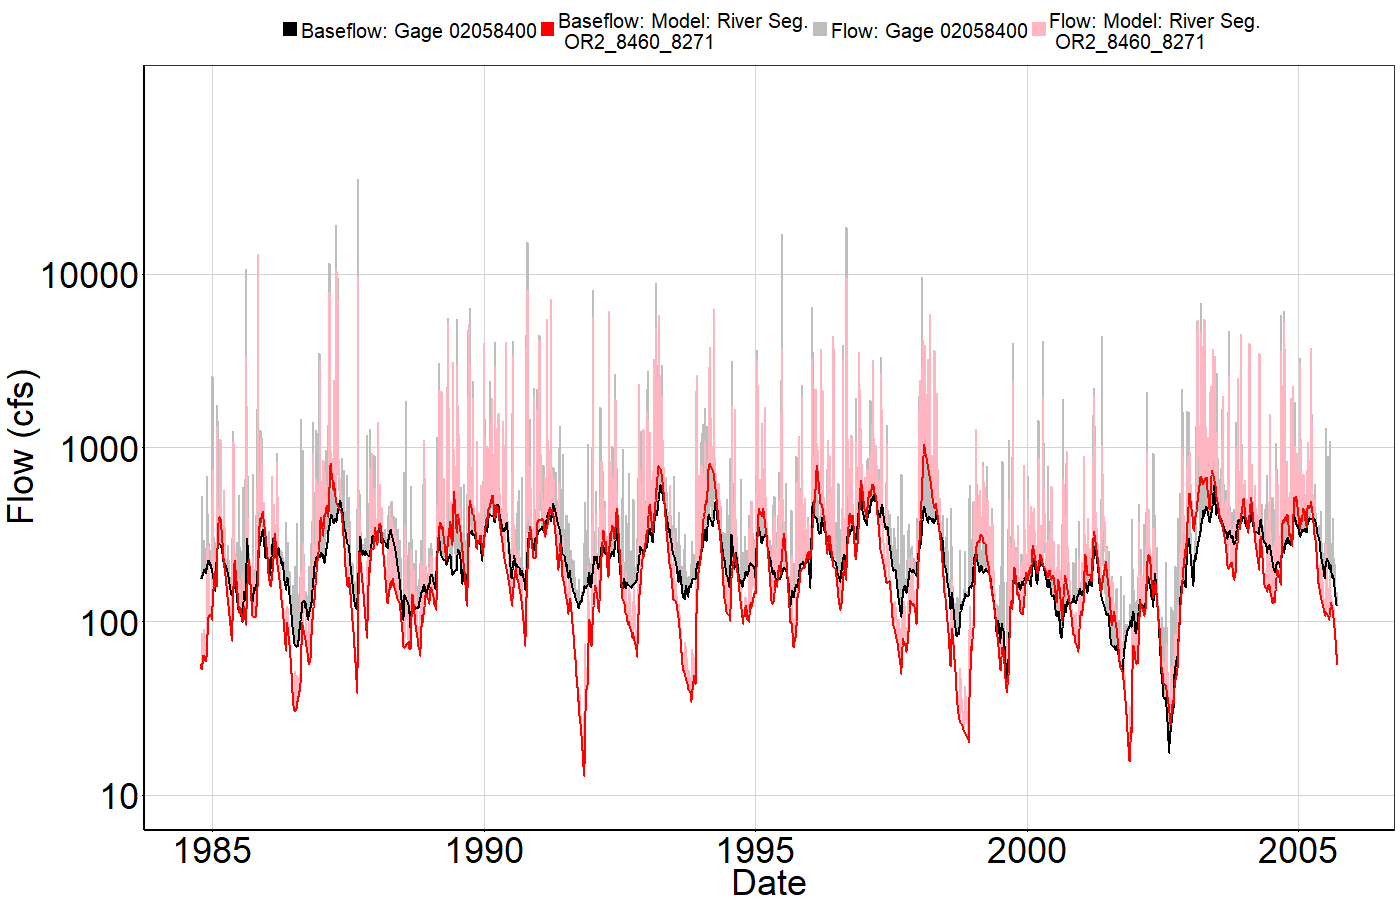 Baseflow: Gage 02058400
Baseflow: Model: River Seg.
OR2_8460_8271
Flow: Gage 02058400
Flow: Model: River Seg.
OR2_8460_8271
Flow (cfs)
10000
1000
100
10
1985
1990
1995
2000
2005
Date